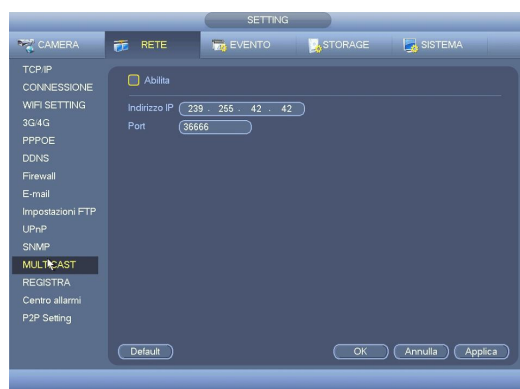 SETTING
CAMERA RETE EVENTO STORAGE SISTEMA
TCP/IP
CONNESSIONE
WIFI SETTING
3G/4G
PPPOE
DDNS
Firewall
E-mail
Impostazioni FTP
UPnP
SNMP
MULTICAST
REGISTRA
Centro allarmi
P2P Setting
Abilita
Indirizzo IP 239 . 255 . 42 . 42
Port 36666
Default OK Annulla Applica